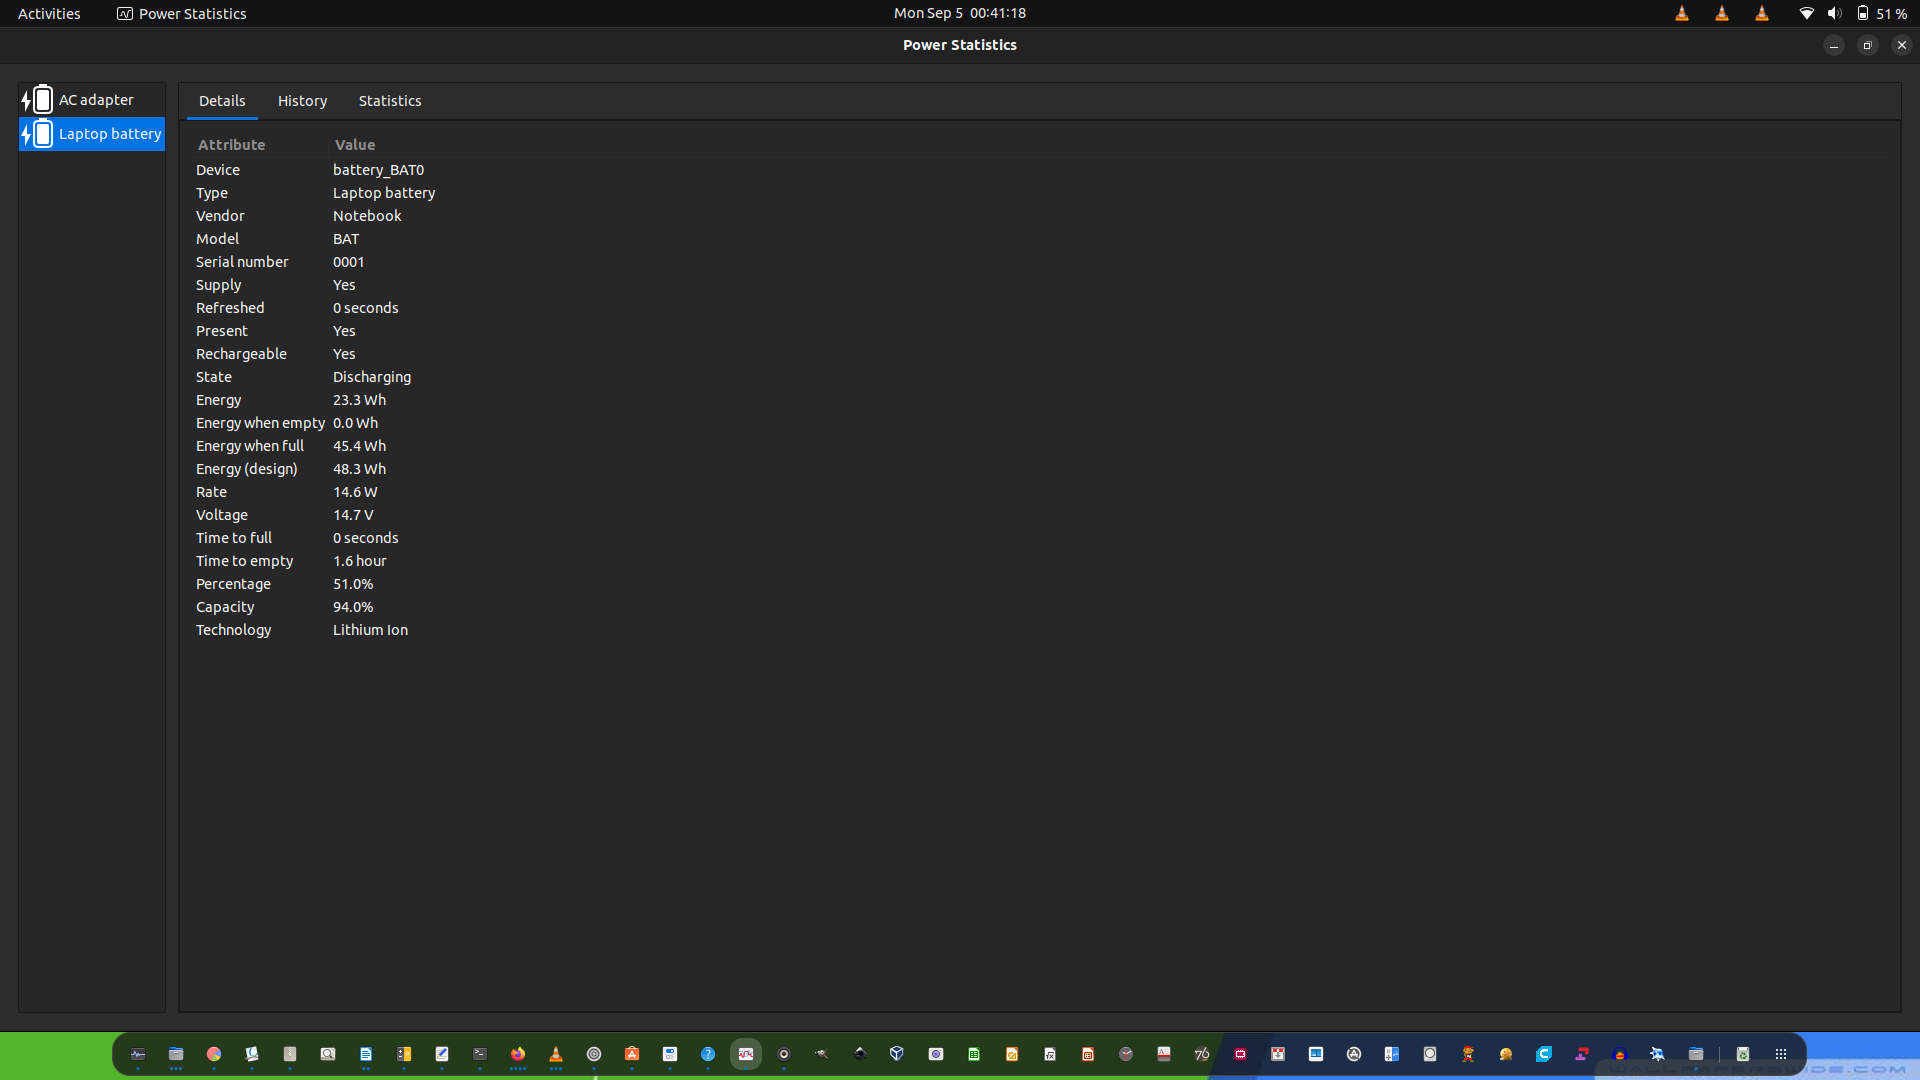 Activities Power Statistics Mon Sep 5 00:41:18 51 %
Power Statistics
AC adapter
Laptop battery
Details History Statistics
Attribute Value
Device battery_BAT0
Type Laptop battery
Vendor Notebook
Model BAT
Serial number 0001
Supply Yes
Refreshed 0 seconds
Present Yes
Rechargeable Yes
State Discharging
Energy 23.3 Wh
Energy when empty 0.0 Wh
Energy when full 45.4 Wh
Energy (design) 48.3 Wh
Rate 14.6 W
Voltage 14.7 V
Time to full 0 seconds
Time to empty 1.6 hour
Percentage 51.0%
Capacity 94.0%
Technology Lithium Ion
76
WALLPAPERSWIDE.COM